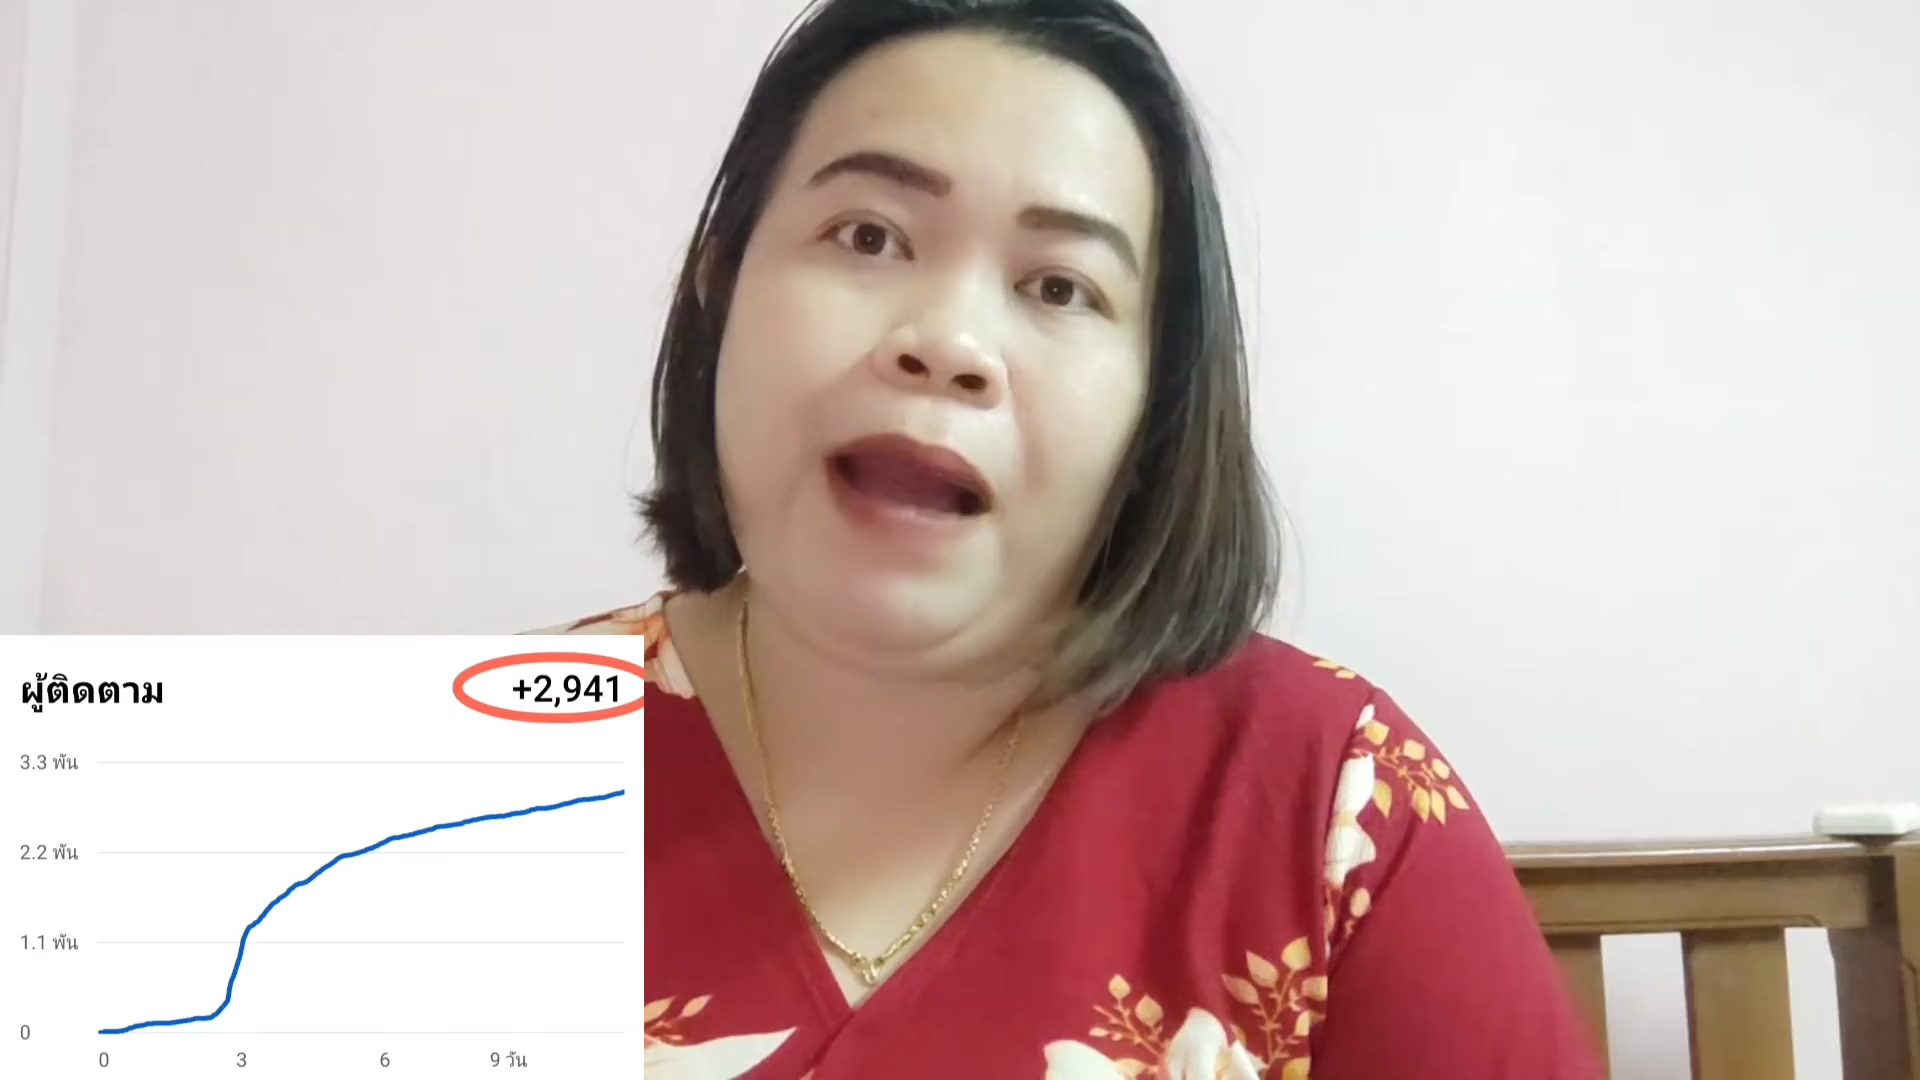 ผู้ติดตาม +2,941
3.3 พัน
2.2 พัน
1.1 พัน
0
0 3 6 9 วัน